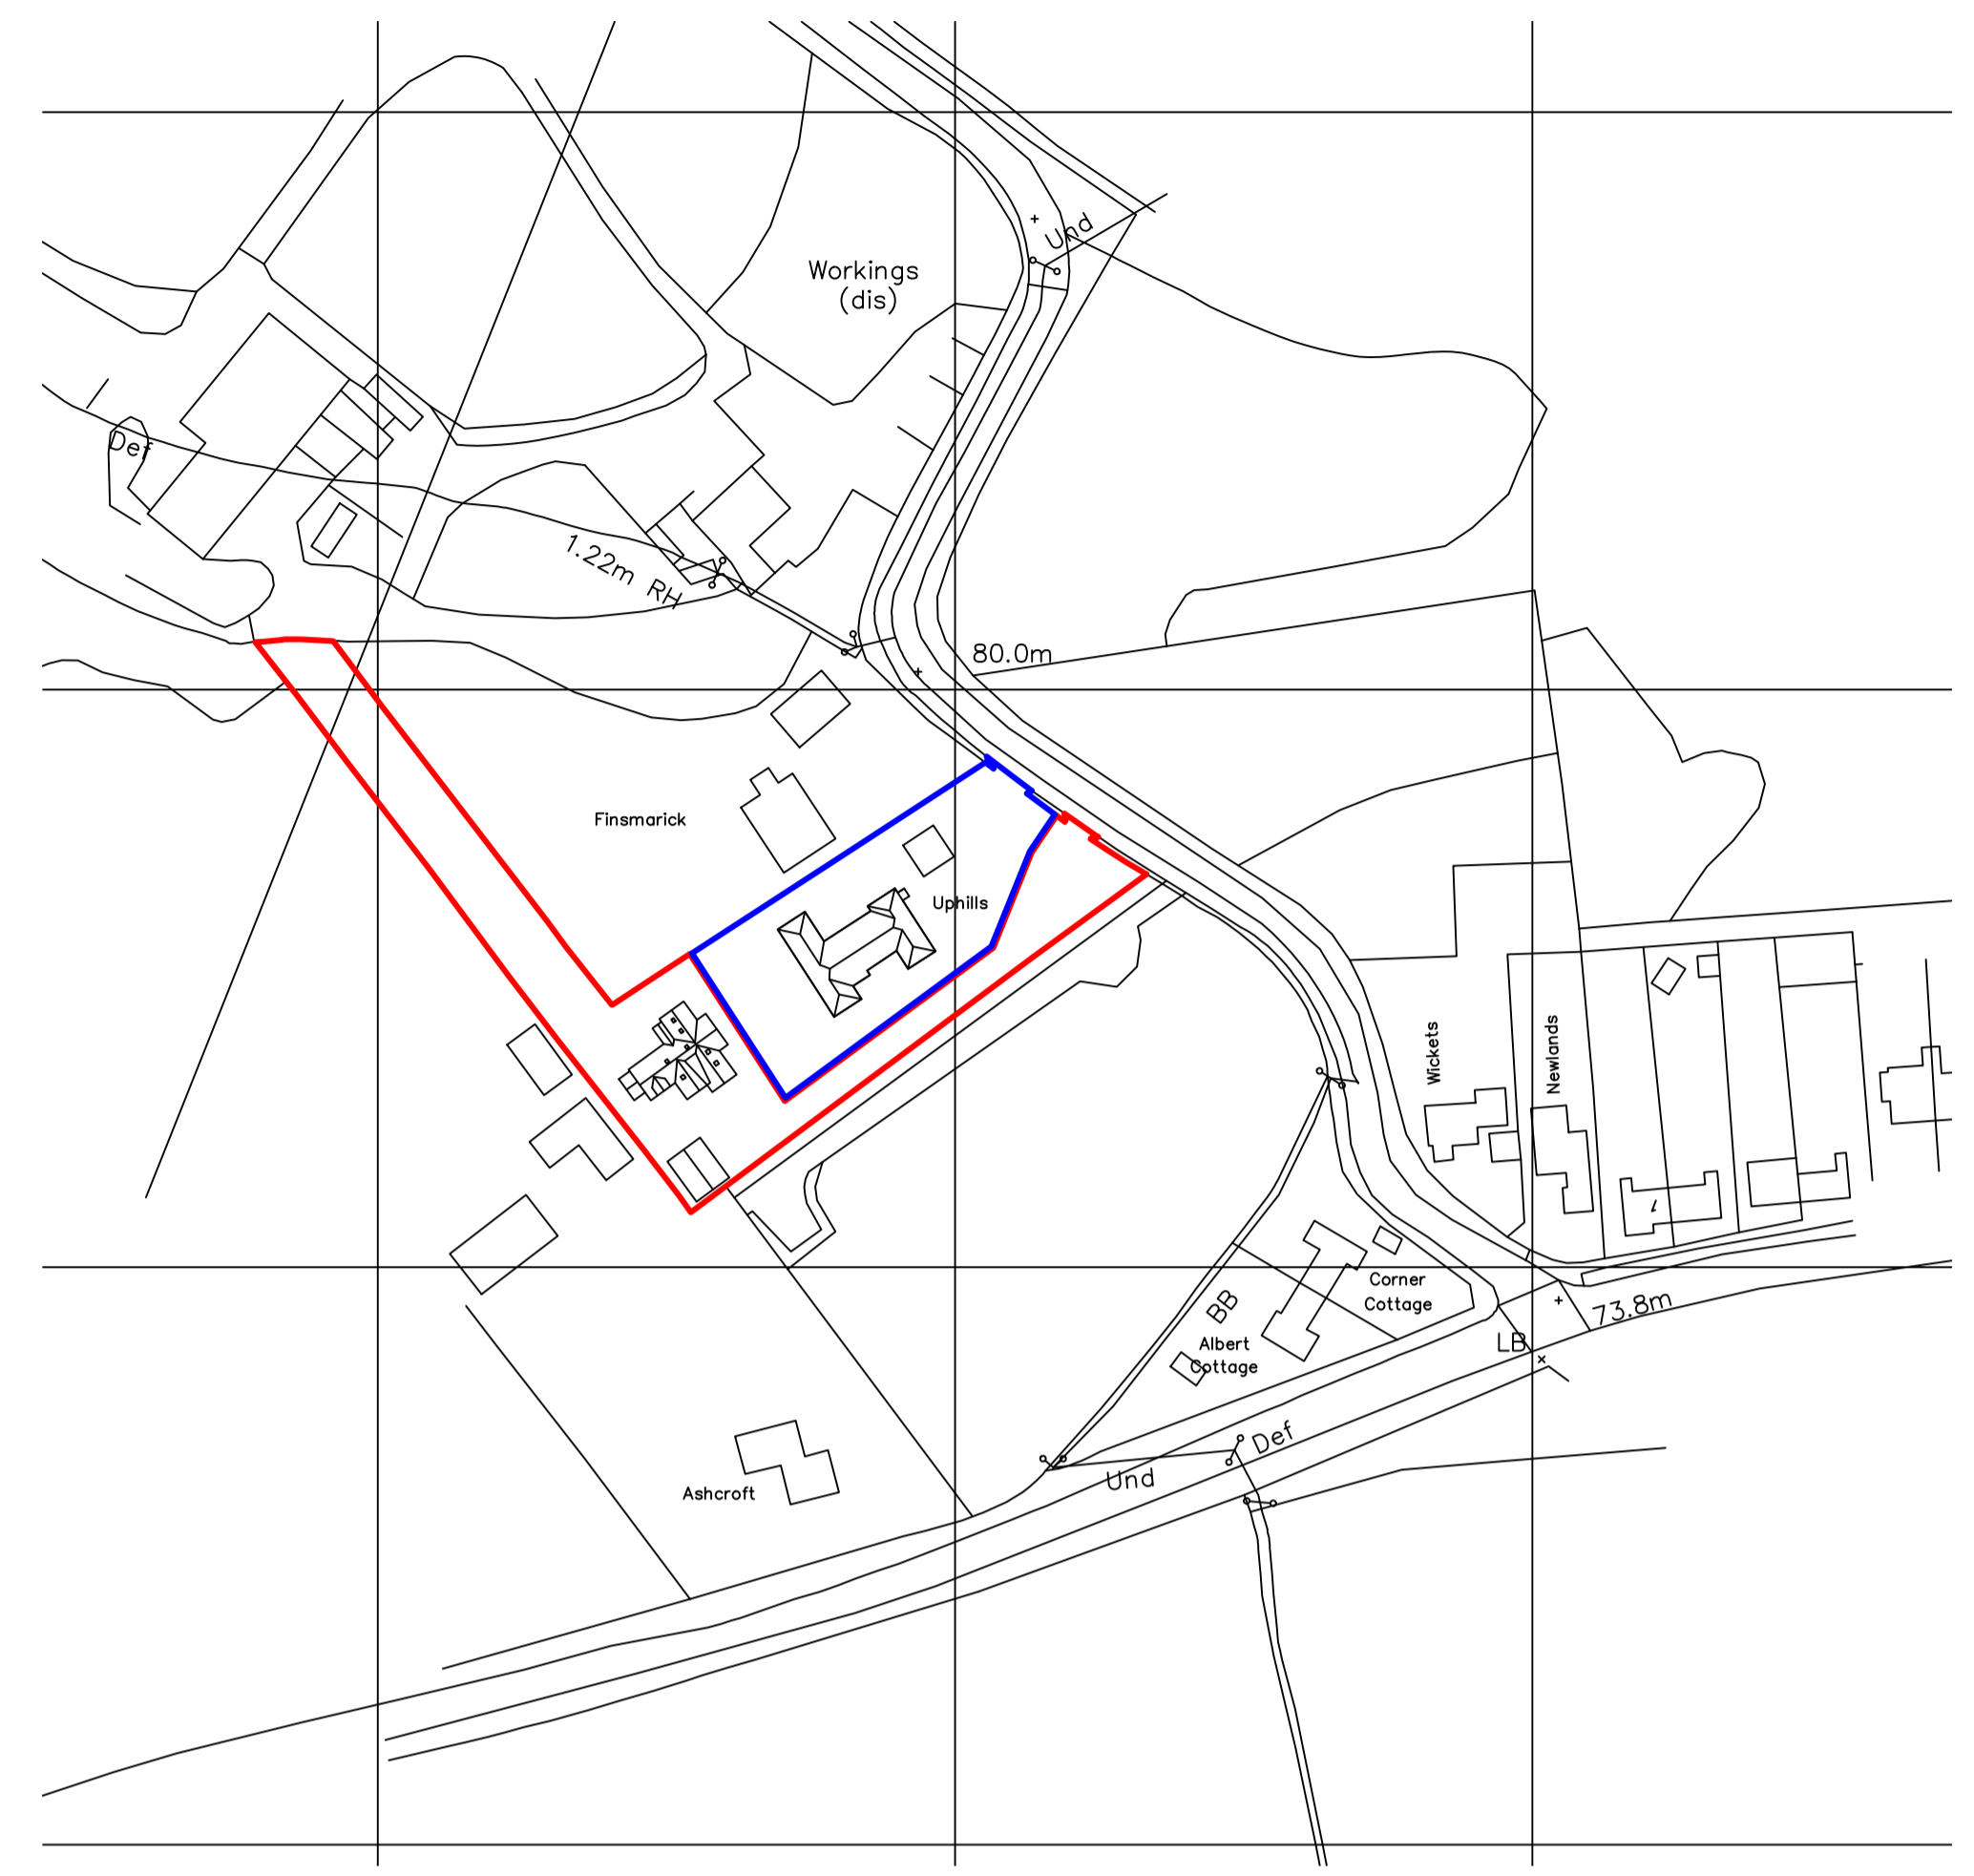 Und
Workings
(dis)
Def
1.22m RH
80.0m
Finsmarick
Uphills
Wickets
Newlands
Corner
Cottage
BB
73.8m
LB
Albert
Cottage
Def
Und
Ashcroft